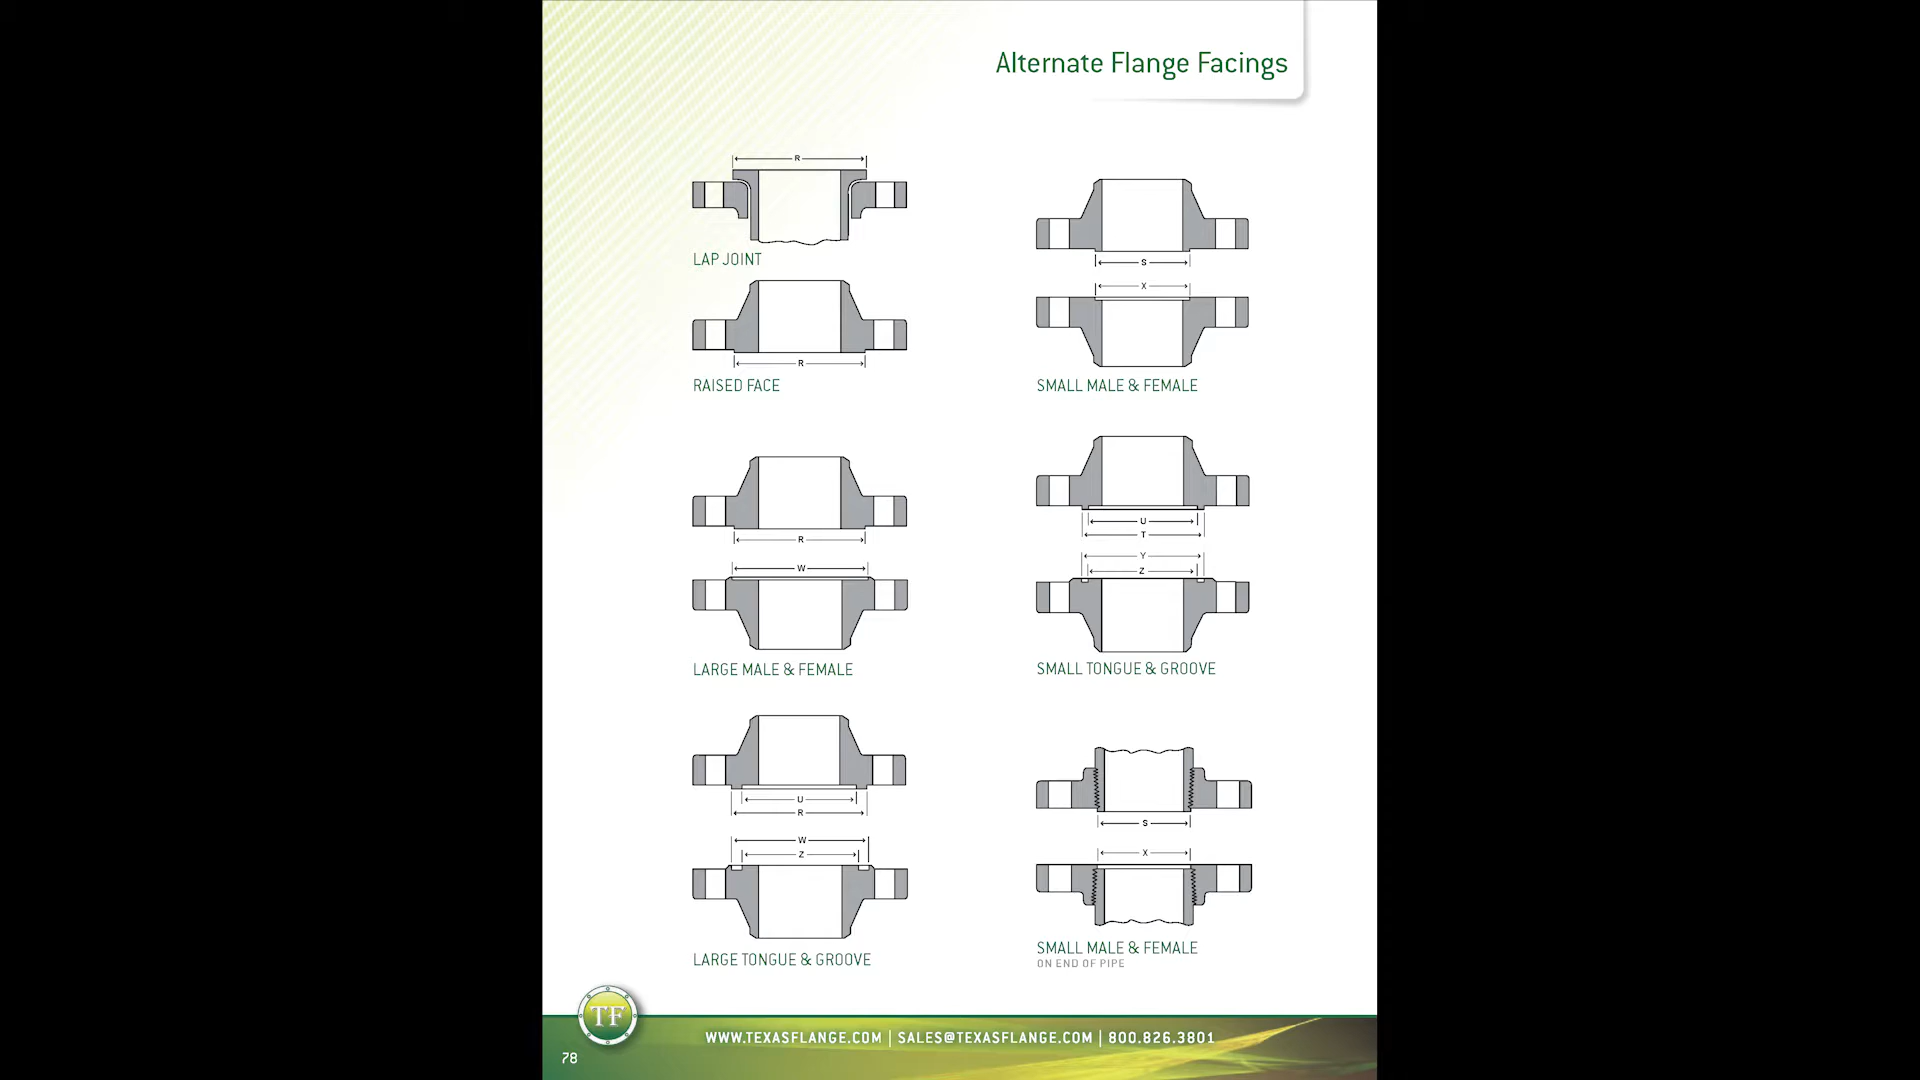 Alternate Flange Facings
R
LAP JOINT
R
RAISED FACE
S
X
SMALL MALE & FEMALE
R
W
LARGE MALE & FEMALE
U
T
Y
Z
SMALL TONGUE & GROOVE
U
R
W
Z
LARGE TONGUE & GROOVE
S
X
SMALL MALE & FEMALE
ON END OF PIPE
TF
WWW.TEXASFLANGE.COM | SALES@TEXASFLANGE.COM | 800.826.3801
78